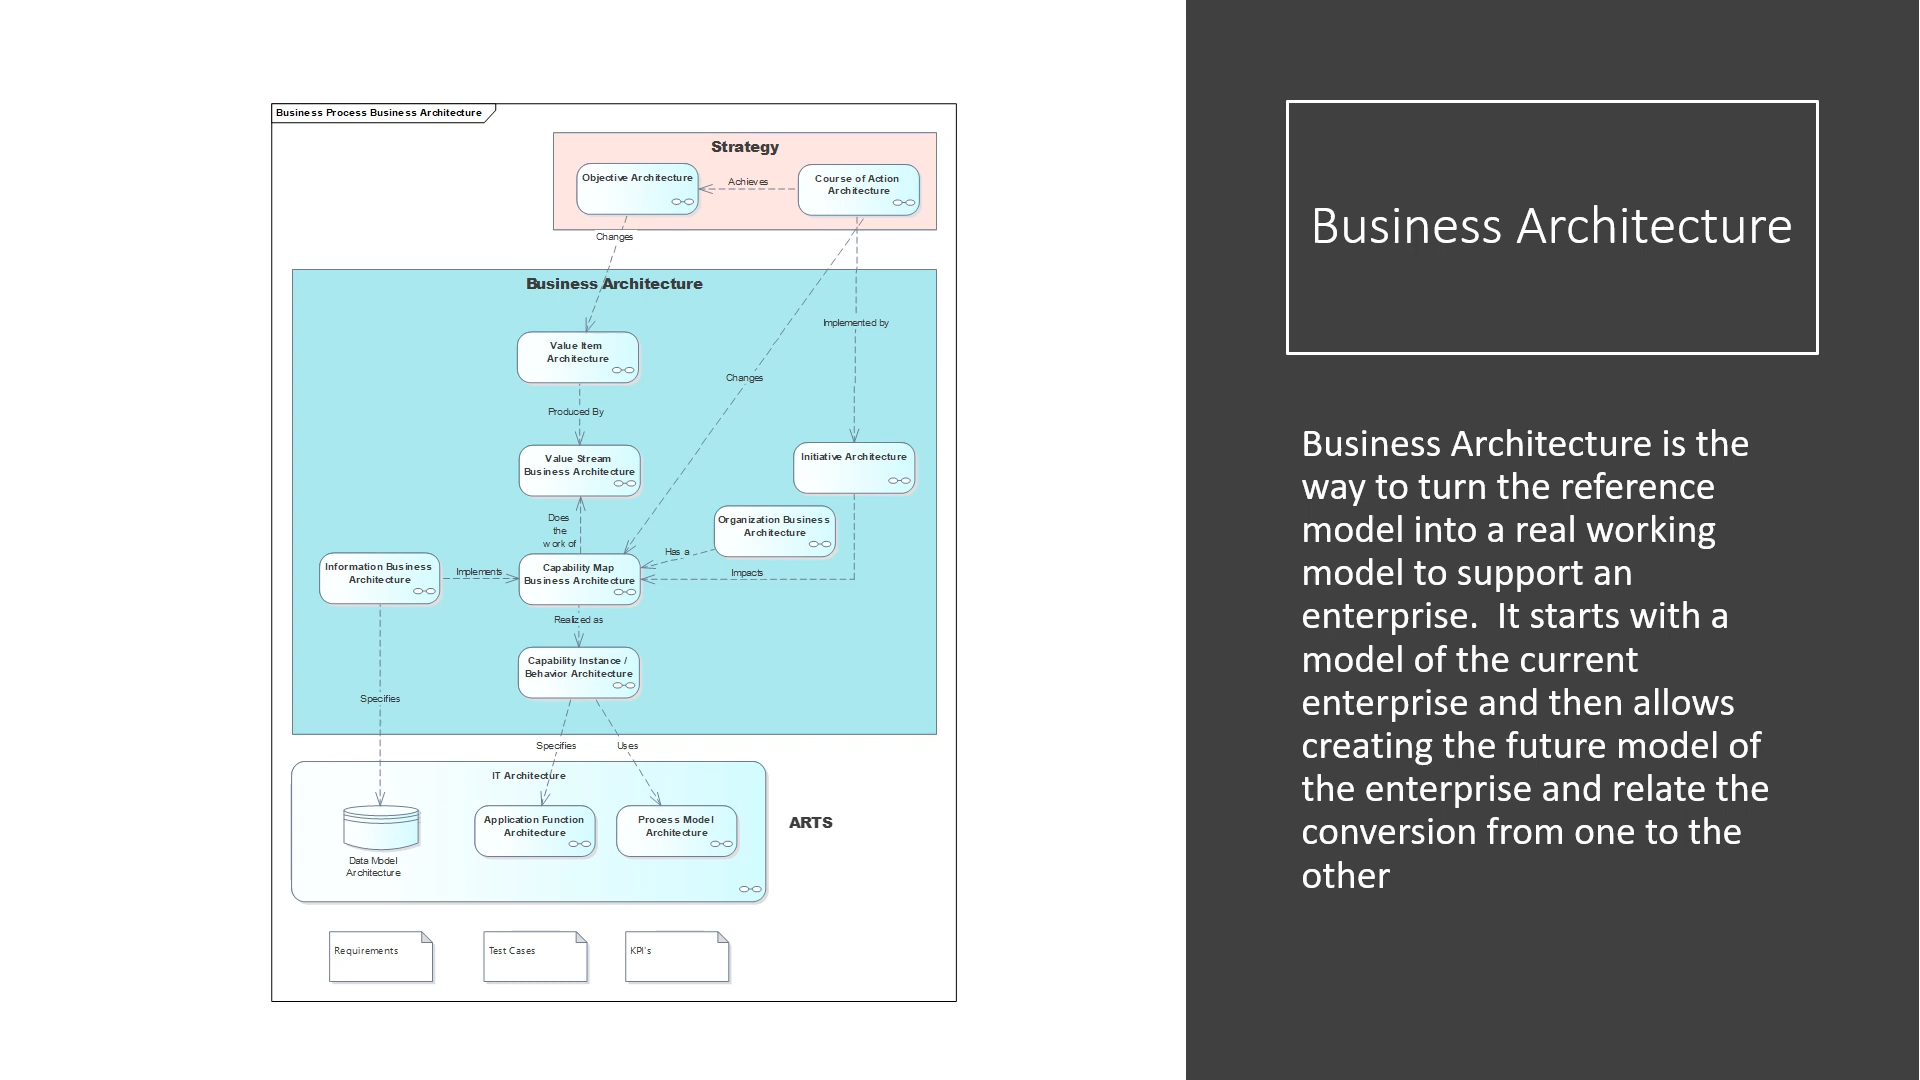 Business Process Business Architecture
Strategy
Objective Architecture
Achieves
Course of Action
Architecture
Changes
Business Architecture
Implemented by
Value Item
Architecture
Changes
Produced By
Value Stream
Business Architecture
Initiative Architecture
Does
the
work of
Organization Business
Architecture
Has a
Information Business
Architecture
Implements
Capability Map
Business Architecture
Impacts
Realized as
Capability Instance /
Behavior Architecture
Specifies
Specifies
Uses
IT Architecture
Application Function
Architecture
Process Model
Architecture
ARTS
Data Model
Architecture
Requirements
Test Cases
KPI's
Business Architecture
Business Architecture is the
way to turn the reference
model into a real working
model to support an
enterprise.  It starts with a
model of the current
enterprise and then allows
creating the future model of
the enterprise and relate the
conversion from one to the
other